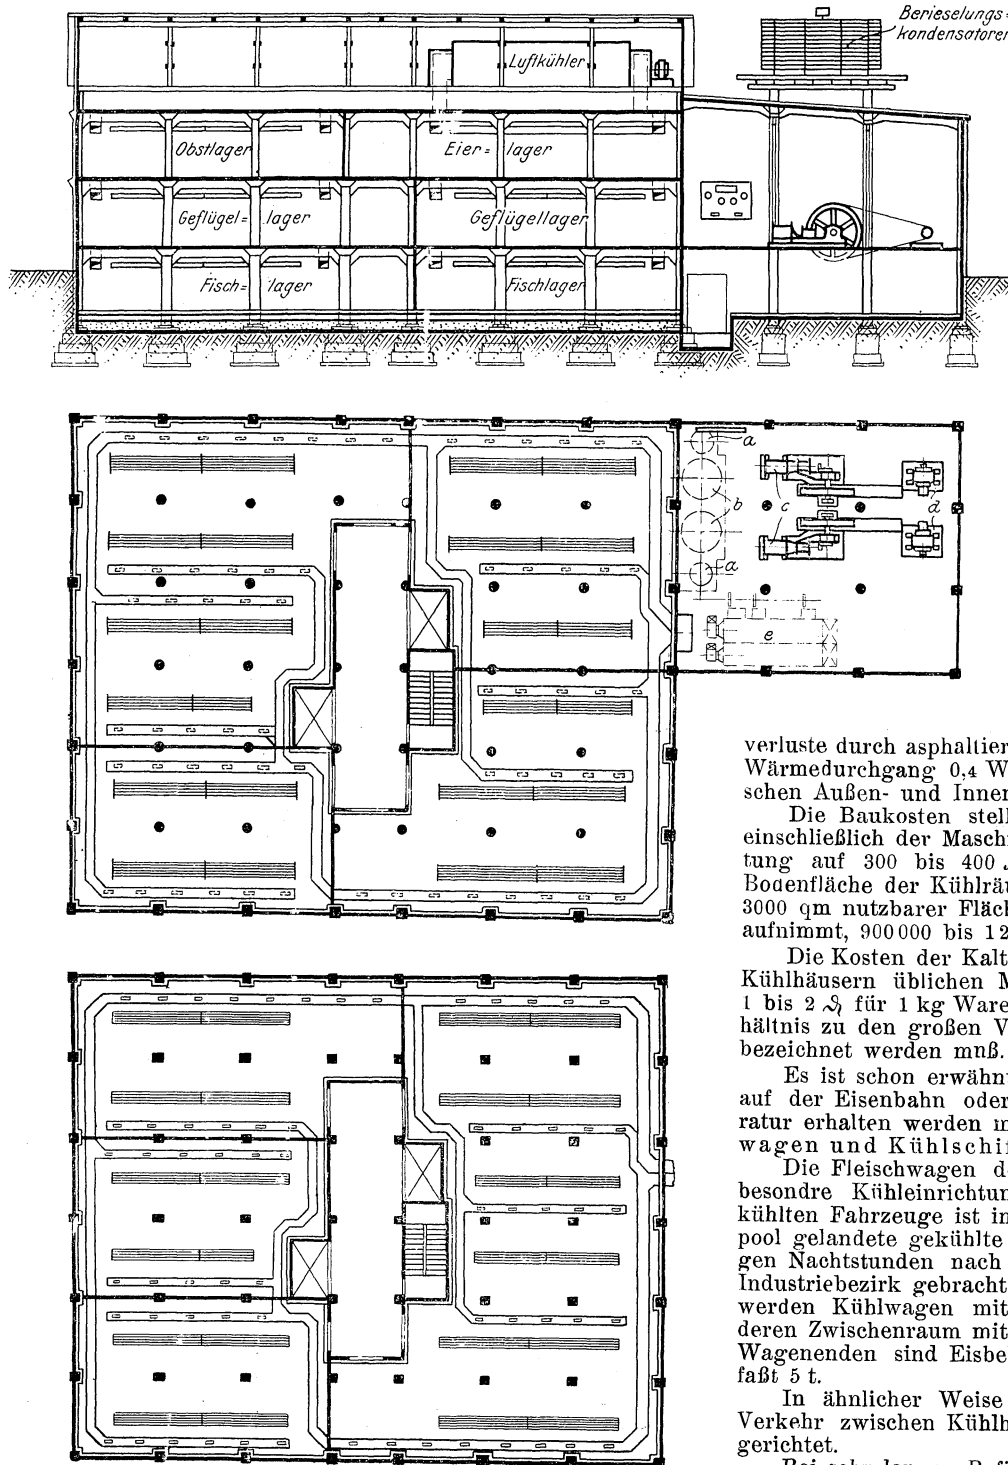 Berieselungs=
kondensatoren
Luftkühler
Obstlager
Eier= lager
Geflügel= lager
Geflügellager
Fisch= lager
Fischlager
a
b
c
d
a
e
verluste durch asphaltier
Wärmedurchgang 0,4 W
schen Außen- und Innen
Die Baukosten stell
einschließlich der Masch
tung auf 300 bis 400
Bodenfläche der Kühlräu
3000 qm nutzbarer Fläch
aufnimmt, 900000 bis 12
Die Kosten der Kalt
Kühlhäusern üblichen M
1 bis 2 ₰ für 1 kg Ware
hältnis zu den großen V
bezeichnet werden muß.
Es ist schon erwähn
auf der Eisenbahn oder
ratur erhalten werden m
wagen und Kühlschif
Die Fleischwagen d
besondre Kühleinrichtun
kühlten Fahrzeuge ist in
pool gelandete gekühlte
gen Nachtstunden nach
Industriebezirk gebracht
werden Kühlwagen mit
deren Zwischenraum mit
Wagenenden sind Eisbe
faßt 5 t.
In ähnlicher Weise
Verkehr zwischen Kühlh
gerichtet.